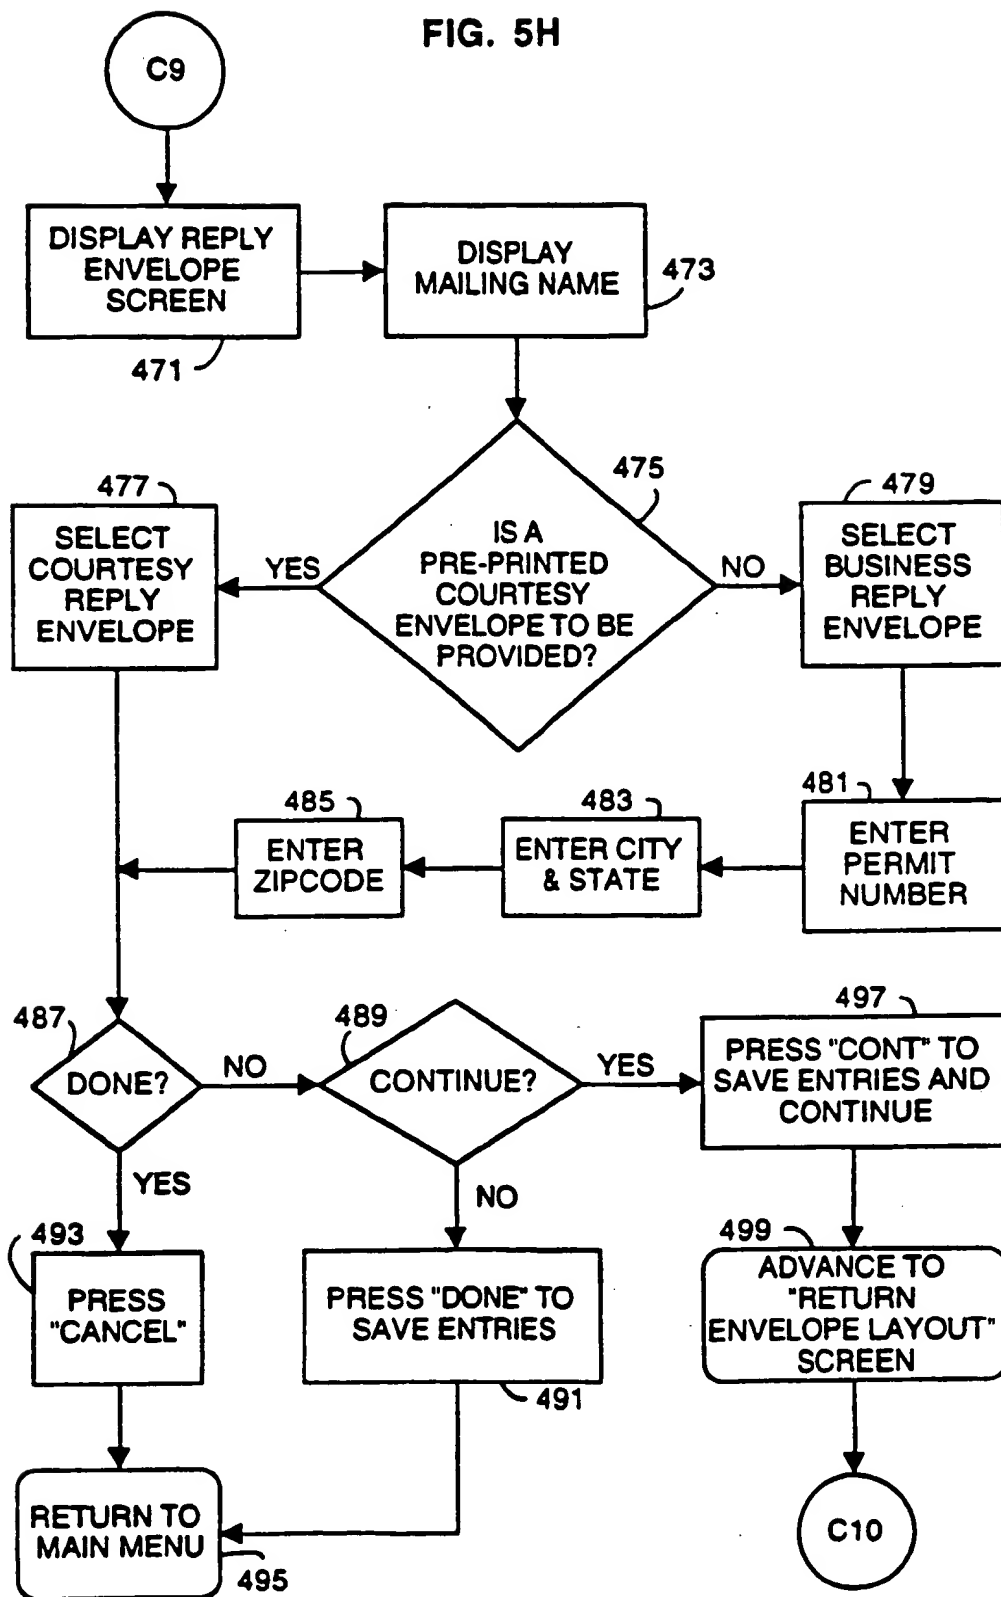 FIG. 5H
C9
DISPLAY REPLY
ENVELOPE
SCREEN
471
DISPLAY
MAILING NAME
473
475
IS A
PRE-PRINTED
COURTESY
ENVELOPE TO BE
PROVIDED?
YES
NO
477
SELECT
COURTESY
REPLY
ENVELOPE
479
SELECT
BUSINESS
REPLY
ENVELOPE
481
ENTER
PERMIT
NUMBER
483
ENTER CITY
& STATE
485
ENTER
ZIPCODE
487
DONE?
NO
YES
489
CONTINUE?
YES
NO
497
PRESS "CONT" TO
SAVE ENTRIES AND
CONTINUE
493
PRESS
"CANCEL"
PRESS "DONE" TO
SAVE ENTRIES
491
499
ADVANCE TO
"RETURN
ENVELOPE LAYOUT"
SCREEN
RETURN TO
MAIN MENU
495
C10